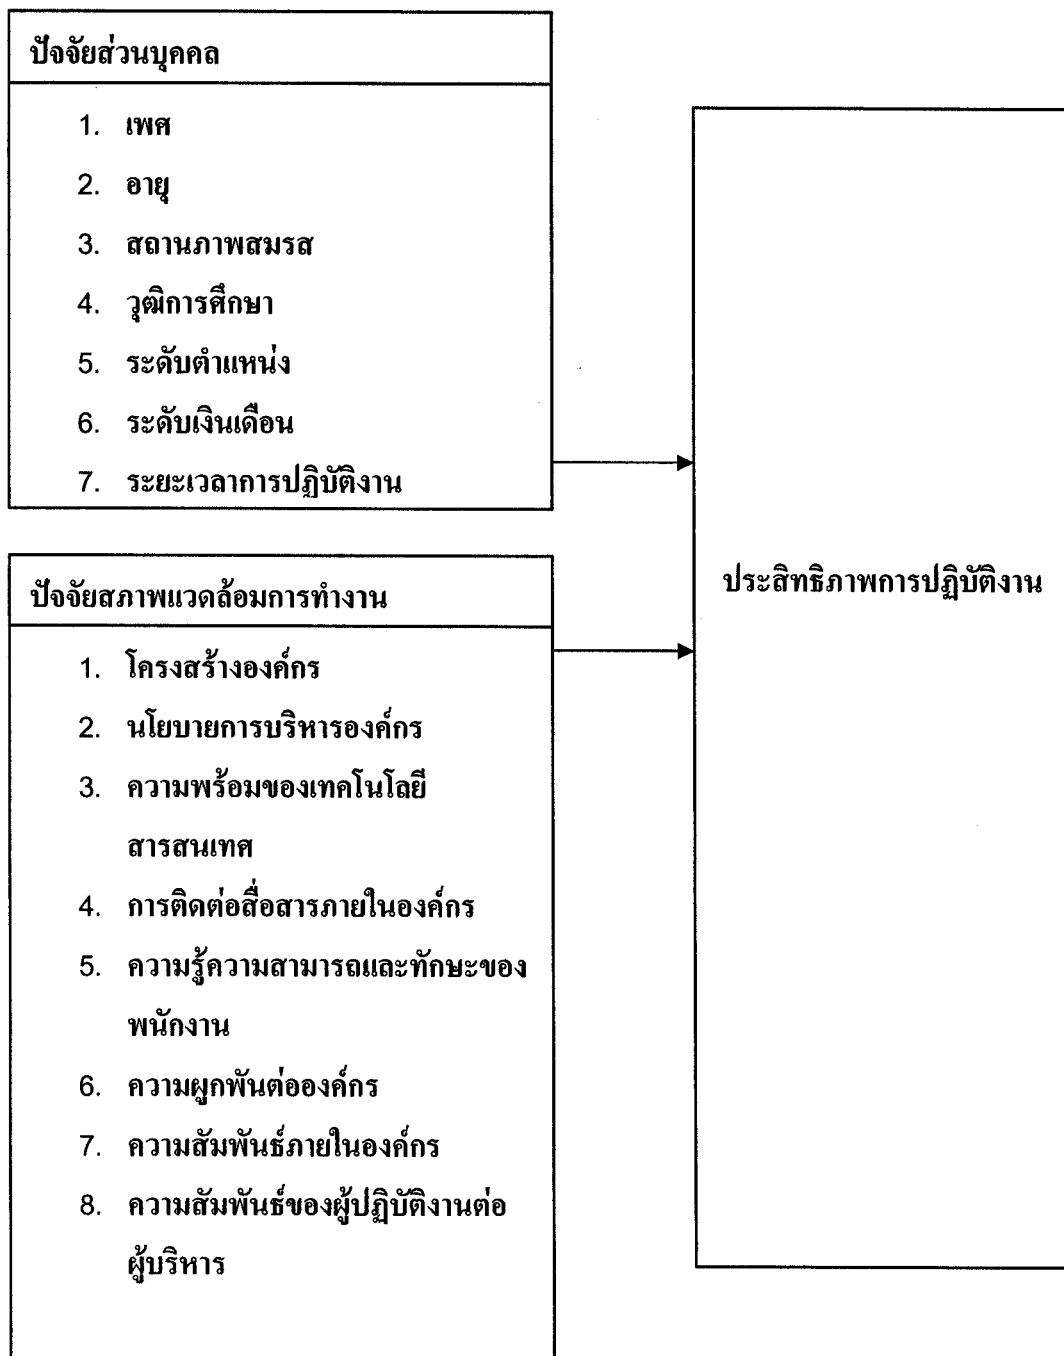 ปัจจัยส่วนบุคคล
1. เพศ
2. อายุ
3. สถานภาพสมรส
4. วุฒิการศึกษา
5. ระดับตำแหน่ง
6. ระดับเงินเดือน
7. ระยะเวลาการปฏิบัติงาน
ปัจจัยสภาพแวดล้อมการทำงาน
1. โครงสร้างองค์กร
2. นโยบายการบริหารองค์กร
3. ความพร้อมของเทคโนโลยี
สารสนเทศ
4. การติดต่อสื่อสารภายในองค์กร
5. ความรู้ความสามารถและทักษะของ
พนักงาน
6. ความผูกพันต่อองค์กร
7. ความสัมพันธ์ภายในองค์กร
8. ความสัมพันธ์ของผู้ปฏิบัติงานต่อ
ผู้บริหาร
ประสิทธิภาพการปฏิบัติงาน